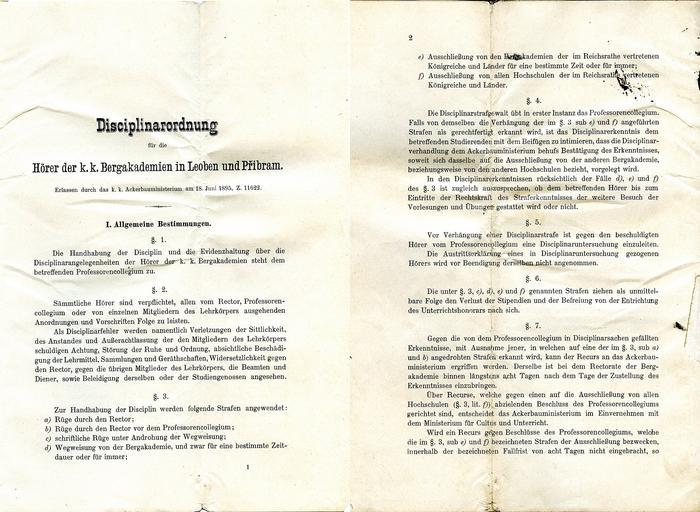 Disciplinarordnung
für die
Hörer der k. k. Bergakademien in Leoben und Přibram.
Erlassen durch das k. k. Ackerbauministerium am 18. Juni 1895, Z. 11622.
I. Allgemeine Bestimmungen.
§. 1.
Die Handhabung der Disciplin und die Evidenzhaltung über die
Disciplinarangelegenheiten der Hörer der k. k. Bergakademien steht dem
betreffenden Professorencollegium zu.
§. 2.
Sämmtliche Hörer sind verpflichtet, allen vom Rector, Professoren-
collegium oder von einzelnen Mitgliedern des Lehrkörpers ausgehenden
Anordnungen und Vorschriften Folge zu leisten.
Als Disciplinarfehler werden namentlich Verletzungen der Sittlichkeit,
des Anstandes und Außerachtlassung der den Mitgliedern des Lehrkörpers
schuldigen Achtung, Störung der Ruhe und Ordnung, absichtliche Beschädi-
gung der Lehrmittel, Sammlungen und Geräthschaften, Widersetzlichkeit gegen
den Rector, gegen die übrigen Mitglieder des Lehrkörpers, die Beamten und
Diener, sowie Beleidigung derselben oder der Studiengenossen angesehen.
§. 3.
Zur Handhabung der Disciplin werden folgende Strafen angewendet:
a) Rüge durch den Rector;
b) Rüge durch den Rector vor dem Professorencollegium;
c) schriftliche Rüge unter Androhung der Wegweisung;
d) Wegweisung von der Bergakademie, und zwar für eine bestimmte Zeit-
dauer oder für immer;
1
2
e) Ausschließung von den Bergakademien der im Reichsrathe vertretenen
Königreiche und Länder für eine bestimmte Zeit oder für immer;
f) Ausschließung von allen Hochschulen der im Reichsrathe vertretenen
Königreiche und Länder.
§. 4.
Die Disciplinarstrafgewalt übt in erster Instanz das Professorencollegium.
Falls von demselben die Verhängung der im §. 3 sub e) und f) angeführten
Strafen als gerechtfertigt erkannt wird, ist das Disciplinarerkenntnis dem
betreffenden Studierenden mit dem Beifügen zu intimieren, dass die Disciplinar-
verhandlung dem Ackerbauministerium behufs Bestätigung des Erkenntnisses,
soweit sich dasselbe auf die Ausschließung von der anderen Bergakademie,
beziehungsweise von den anderen Hochschulen bezieht, vorgelegt wird.
In den Disciplinarerkenntnissen rücksichtlich der Fälle d), e) und f)
des §. 3 ist zugleich auszusprechen, ob dem betreffenden Hörer bis zum
Eintritte der Rechtskraft des Straferkenntnisses der weitere Besuch der
Vorlesungen und Übungen gestattet wird oder nicht.
§. 5.
Vor Verhängung einer Disciplinarstrafe ist gegen den beschuldigten
Hörer vom Professorencollegium eine Disciplinaruntersuchung einzuleiten.
Die Austrittserklärung eines in Disciplinaruntersuchung gezogenen
Hörers wird vor Beendigung derselben nicht angenommen.
§. 6.
Die unter §. 3, c), d), e) und f) genannten Strafen ziehen als unmittel-
bare Folge den Verlust der Stipendien und der Befreiung von der Entrichtung
des Unterrichtshonorars nach sich.
§. 7.
Gegen die von dem Professorencollegium in Disciplinarsachen gefällten
Erkenntnisse, mit Ausnahme jener, in welchen auf eine der im §. 3, sub a)
und b) angedrohten Strafen erkannt wird, kann der Recurs an das Ackerbau-
ministerium ergriffen werden. Derselbe ist bei dem Rectorate der Berg-
akademie binnen längstens acht Tagen nach dem Tage der Zustellung des
Erkenntnisses einzubringen.
Über Recurse, welche gegen einen auf die Ausschließung von allen
Hochschulen (§. 3, lit. f)) abzielenden Beschluss des Professorencollegiums
gerichtet sind, entscheidet das Ackerbauministerium im Einvernehmen mit
dem Ministerium für Cultus und Unterricht.
Wird ein Recurs gegen Beschlüsse des Professorencollegiums, welche
die im §. 3, sub e) und f) bezeichneten Strafen der Ausschließung bezwecken,
innerhalb der bezeichneten Fallfrist von acht Tagen nicht eingebracht, so